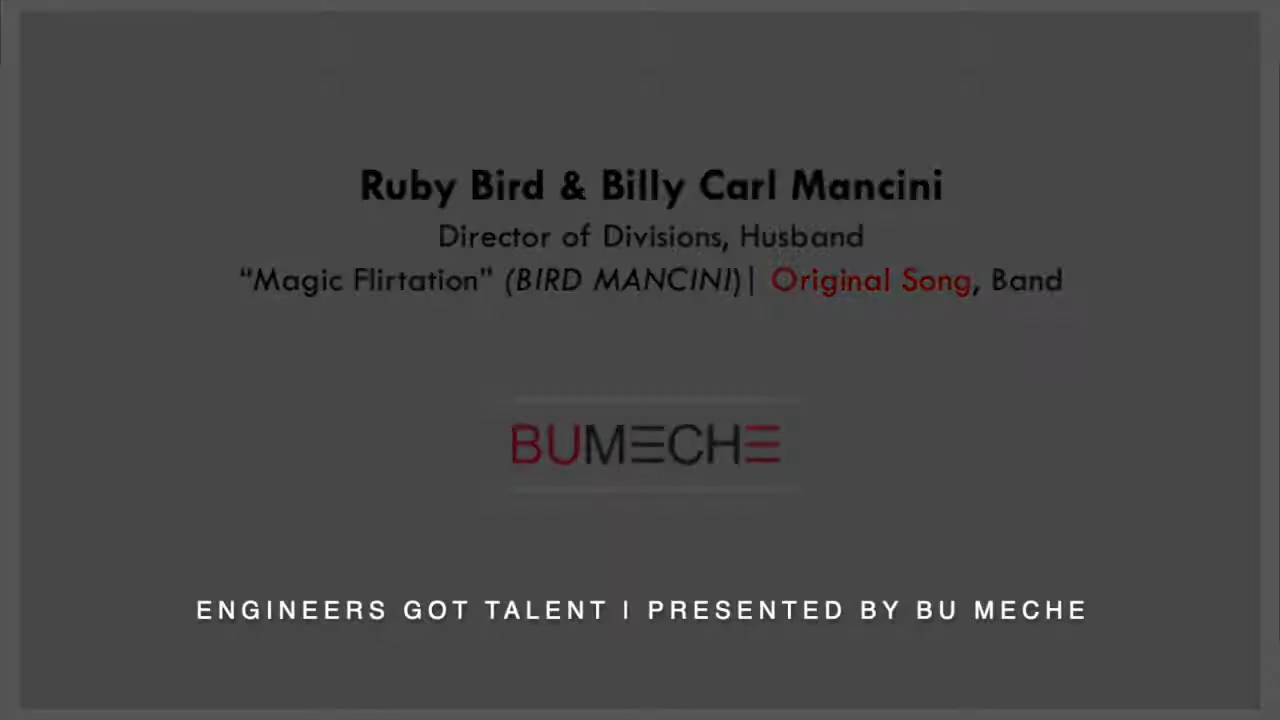 Ruby Bird & Billy Carl Mancini
Director of Divisions, Husband
“Magic Flirtation” (BIRD MANCINI)| Original Song, Band
BUMECHE
ENGINEERS GOT TALENT | PRESENTED BY BU MECHE